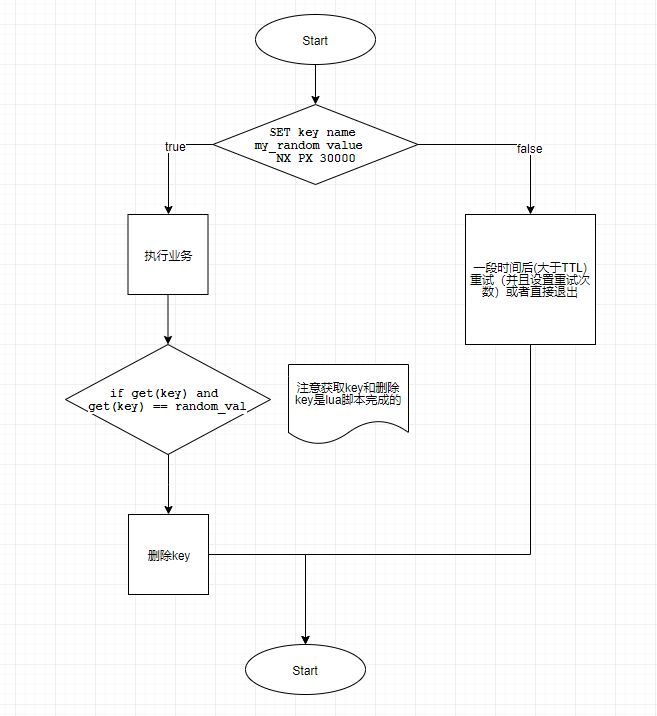 Start
SET key name
my_random value
NX PX 30000
true
false
执行业务
一段时间后(大于TTL)
重试（并且设置重试次
数）或者直接退出
if get(key) and
get(key) == random_val
注意获取key和删除
key是lua脚本完成的
删除key
Start